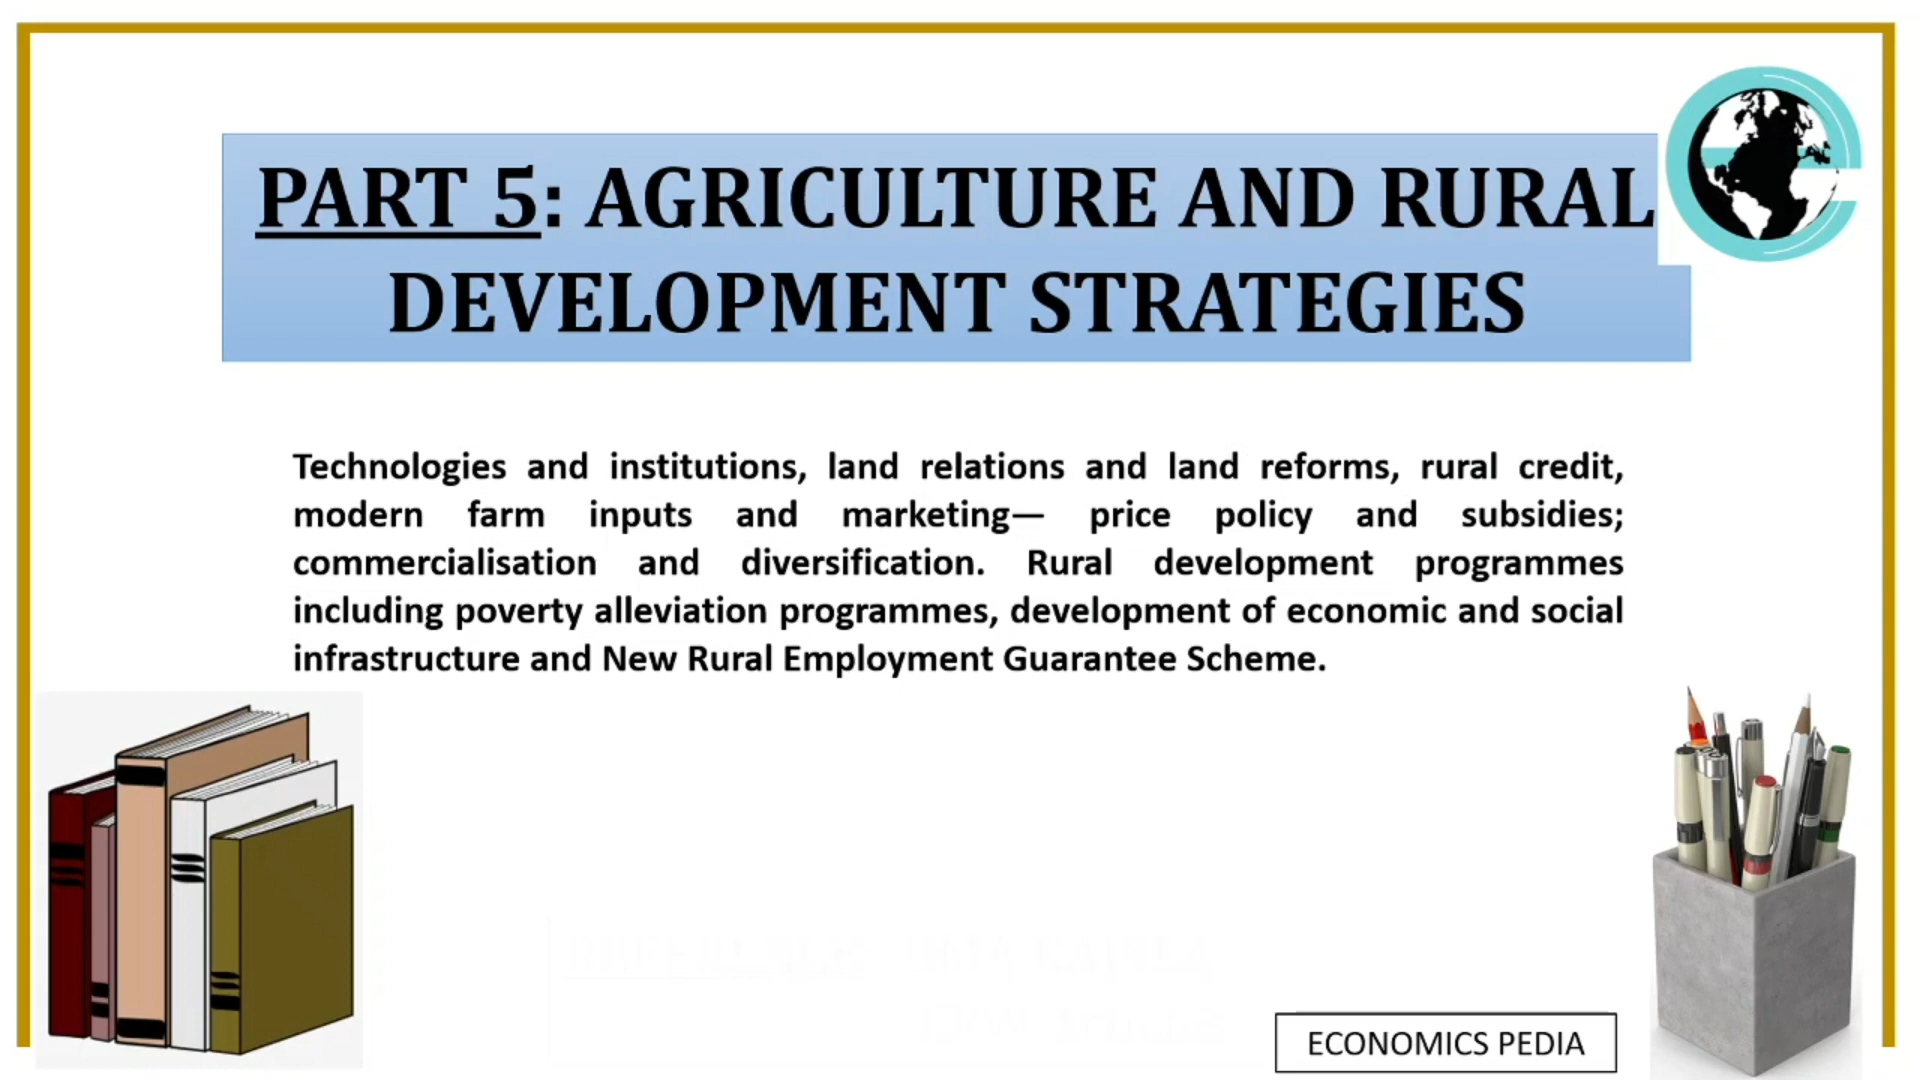 PART 5: AGRICULTURE AND RURAL
DEVELOPMENT STRATEGIES
Technologies and institutions, land relations and land reforms, rural credit,
modern farm inputs and marketing— price policy and subsidies;
commercialisation and diversification. Rural development programmes
including poverty alleviation programmes, development of economic and social
infrastructure and New Rural Employment Guarantee Scheme.
ECONOMICS PEDIA